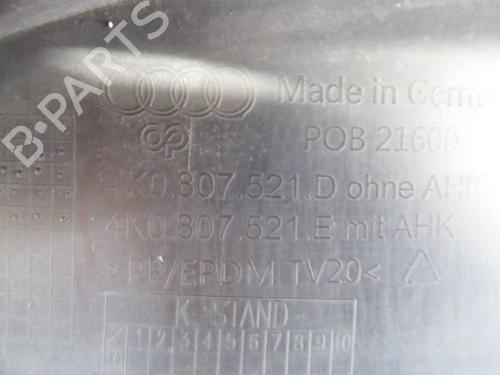 B-PARTS
Made in Germa
POB 21600
4K0.807.521.D ohne AHK
4K0.807.521.E mit AHK
>PP/EPDM TV20<
K STAND
1 2 3 4 5 6 7 8 9 10